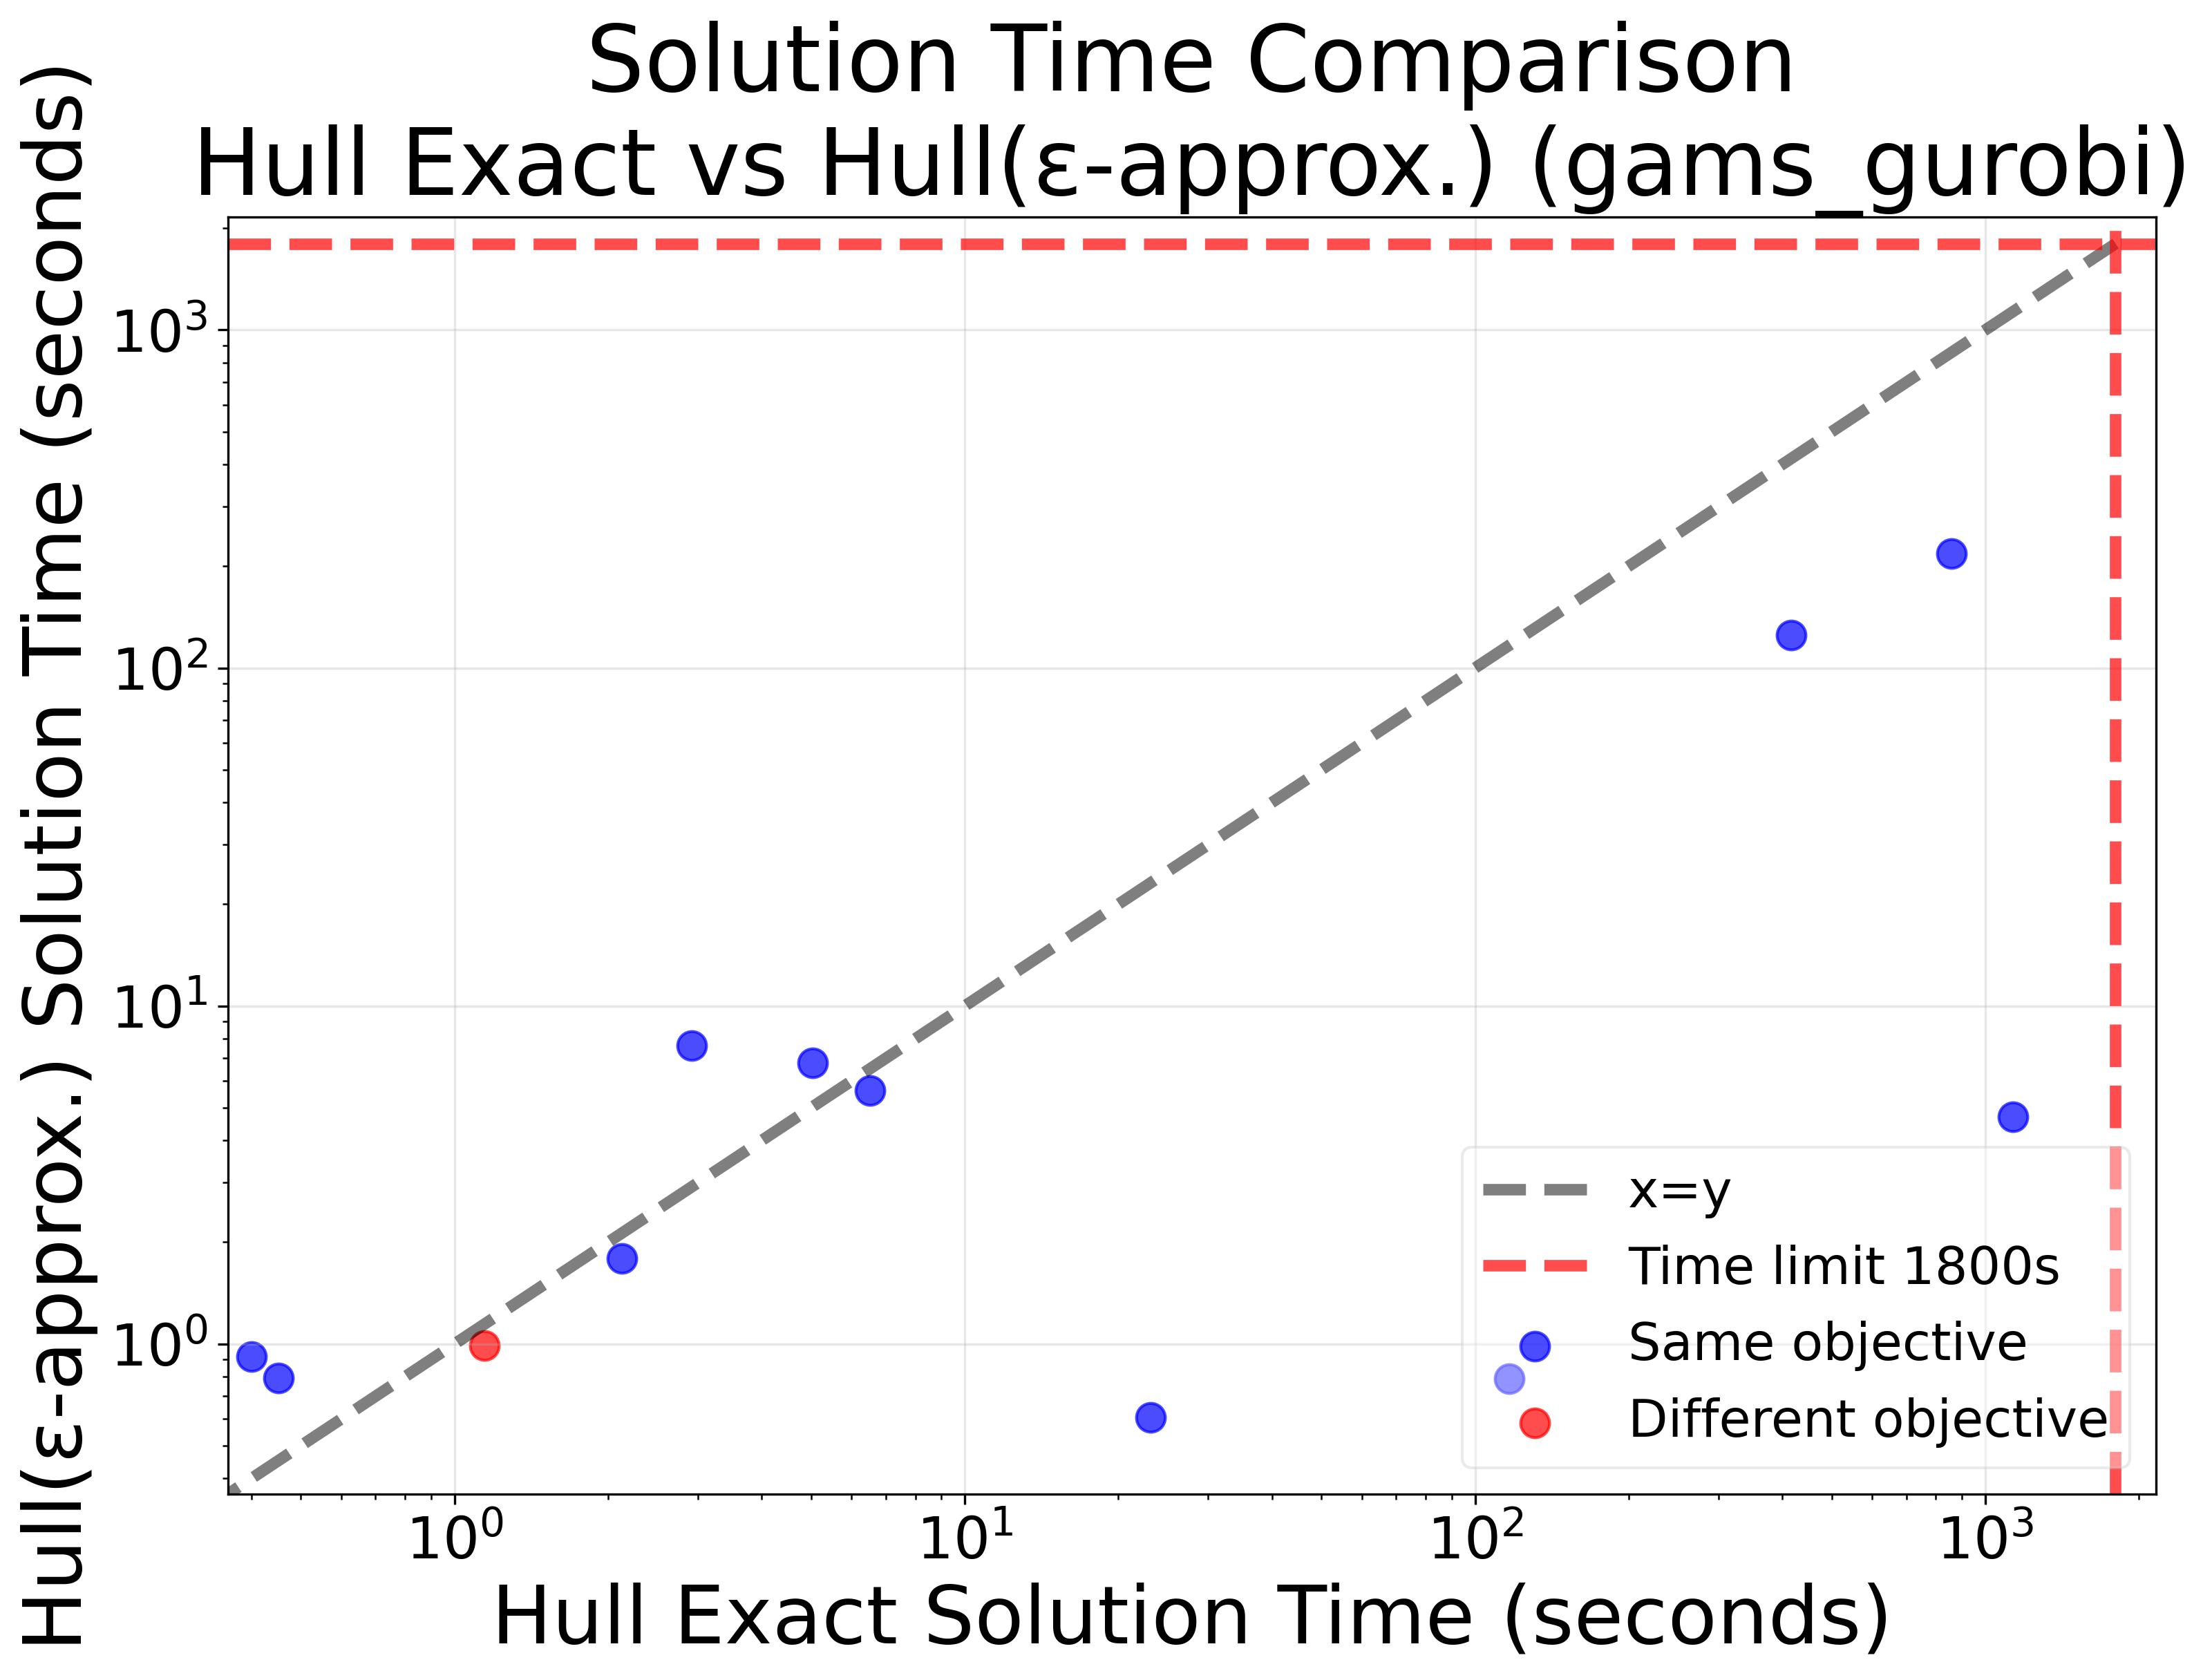 Solution Time Comparison
Hull Exact vs Hull(ε-approx.) (gams_gurobi)
Hull(ε-approx.) Solution Time (seconds)
10³
10²
10¹
10⁰
x=y
Time limit 1800s
Same objective
Different objective
10⁰ 10¹ 10² 10³
Hull Exact Solution Time (seconds)